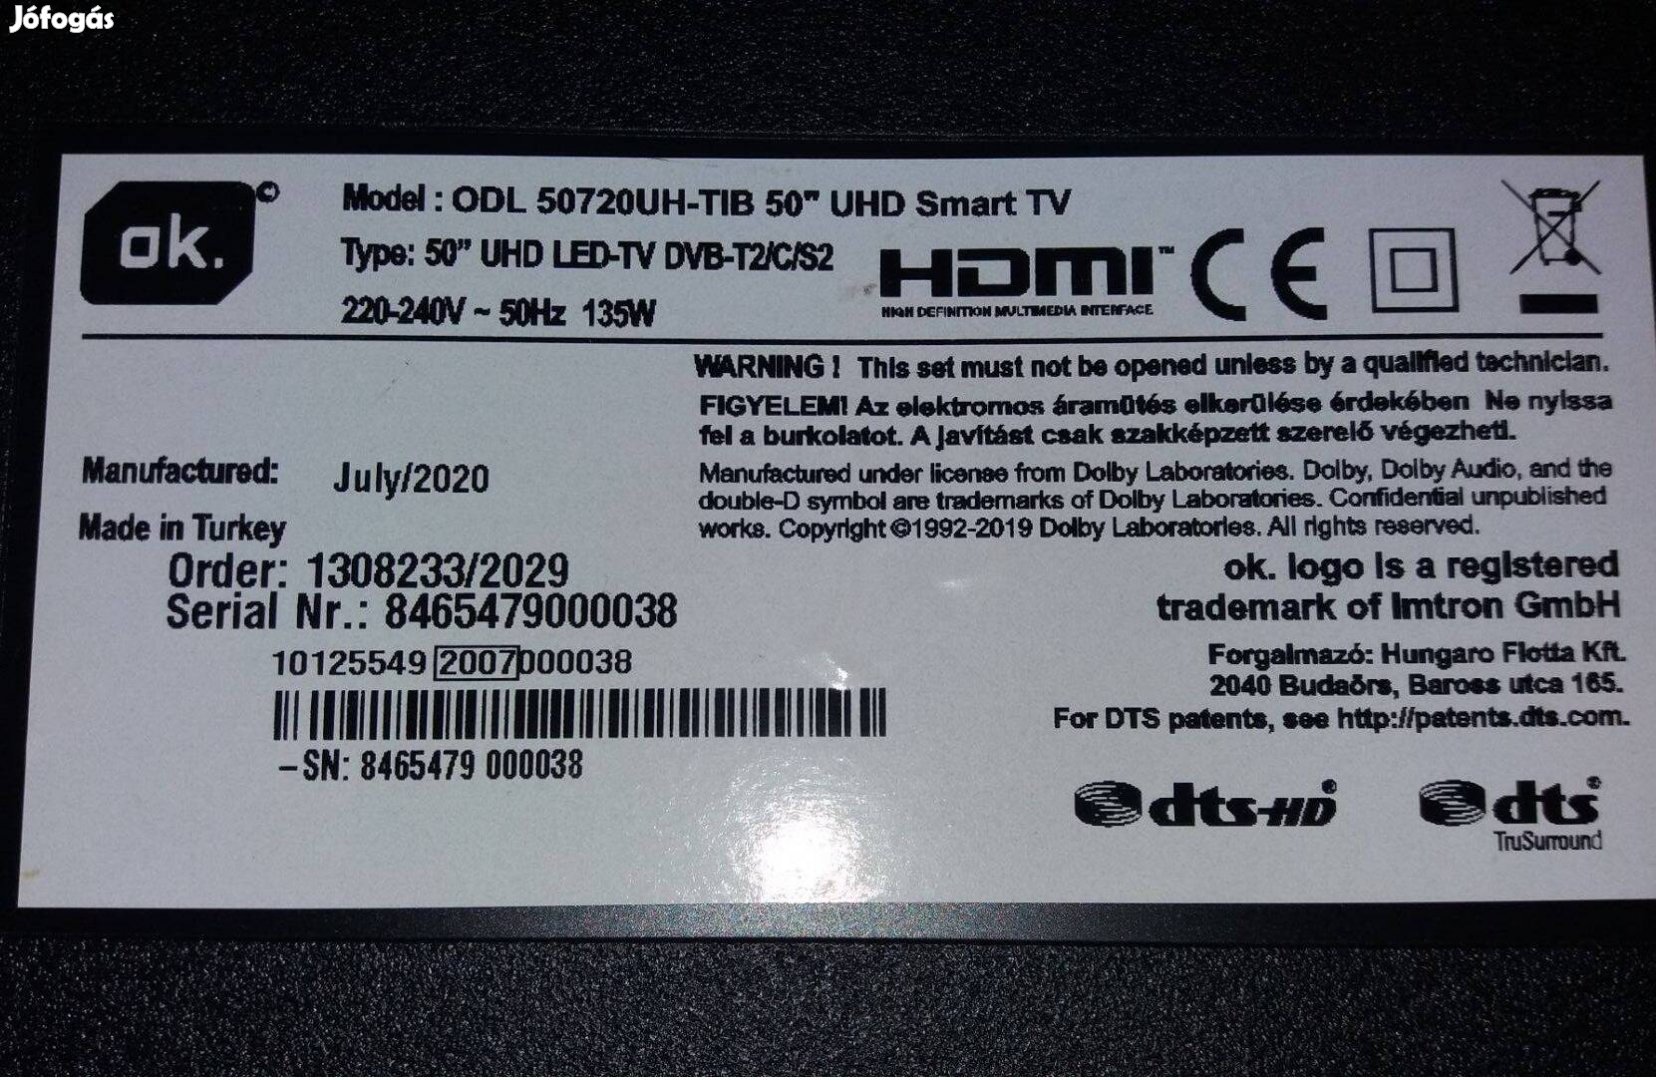 Jófogás
ok.©
Model : ODL 50720UH-TIB 50" UHD Smart TV
Type: 50” UHD LED-TV DVB-T2/C/S2
220-240V ~ 50Hz 135W
HDMI™
HIGH DEFINITION MULTIMEDIA INTERFACE
CE
WARNING ! This set must not be opened unless by a qualified technician.
FIGYELEM! Az elektromos áramütés elkerülése érdekében Ne nyissa
fel a burkolatot. A javítást csak szakképzett szerelő végezheti.
Manufactured: July/2020
Made in Turkey
Manufactured under license from Dolby Laboratories. Dolby, Dolby Audio, and the
double-D symbol are trademarks of Dolby Laboratories. Confidential unpublished
works. Copyright ©1992-2019 Dolby Laboratories. All rights reserved.
Order: 1308233/2029
Serial Nr.: 8465479000038
10125549 2007000038
-SN: 8465479 000038
ok. logo is a registered
trademark of Imtron GmbH
Forgalmazó: Hungaro Flotta Kft.
2040 Budaörs, Baross utca 165.
For DTS patents, see http://patents.dts.com.
dts-HD®
dts®
TruSurround